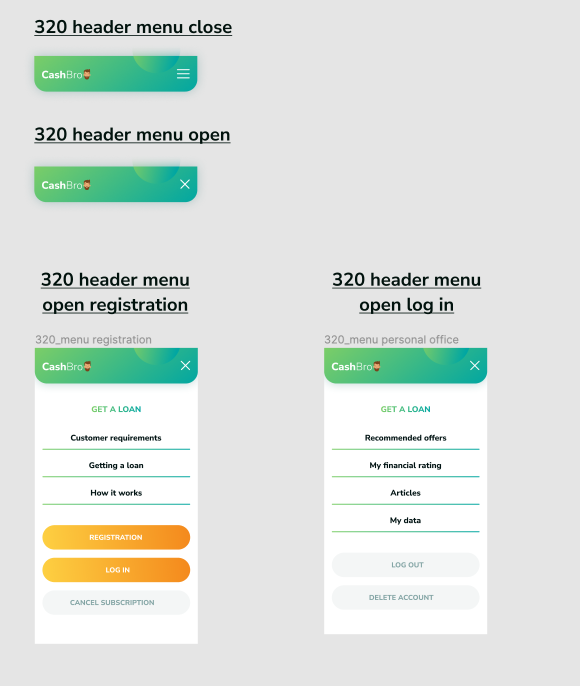 320 header menu close
CashBro
320 header menu open
CashBro
320 header menu
open registration
320_menu registration
CashBro
GET A LOAN
Customer requirements
Getting a loan
How it works
REGISTRATION
LOG IN
CANCEL SUBSCRIPTION
320 header menu
open log in
320_menu personal office
CashBro
GET A LOAN
Recommended offers
My financial rating
Articles
My data
LOG OUT
DELETE ACCOUNT